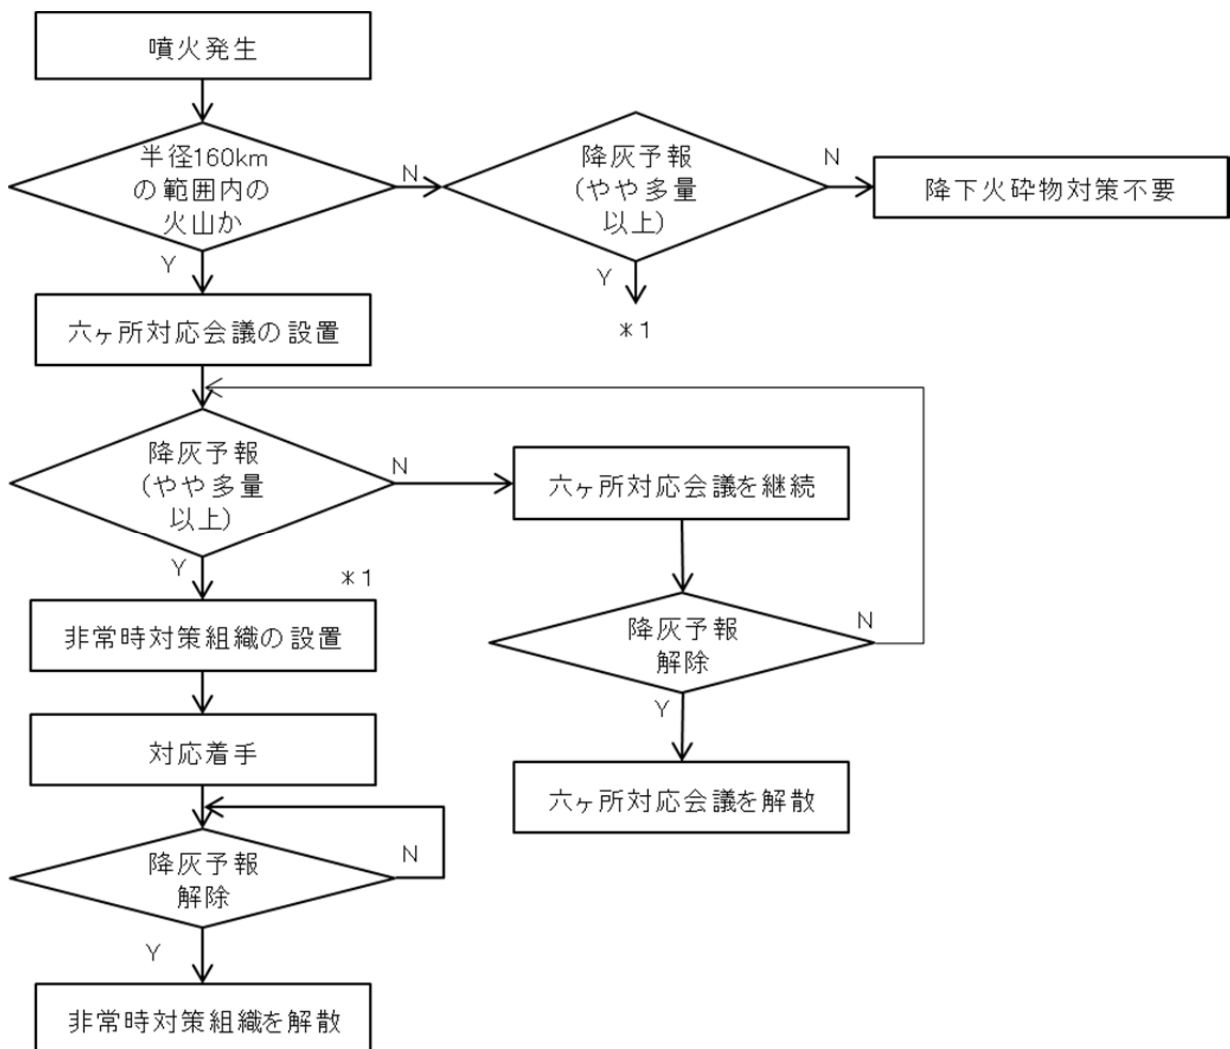 噴火発生
半径160km
の範囲内の
火山か
N
降灰予報
(やや多量
以上)
N
降下火砕物対策不要
Y
Y
*1
六ヶ所対応会議の設置
降灰予報
(やや多量
以上)
N
六ヶ所対応会議を継続
Y
*1
非常時対策組織の設置
降灰予報
解除
N
Y
対応着手
六ヶ所対応会議を解散
降灰予報
解除
N
Y
非常時対策組織を解散